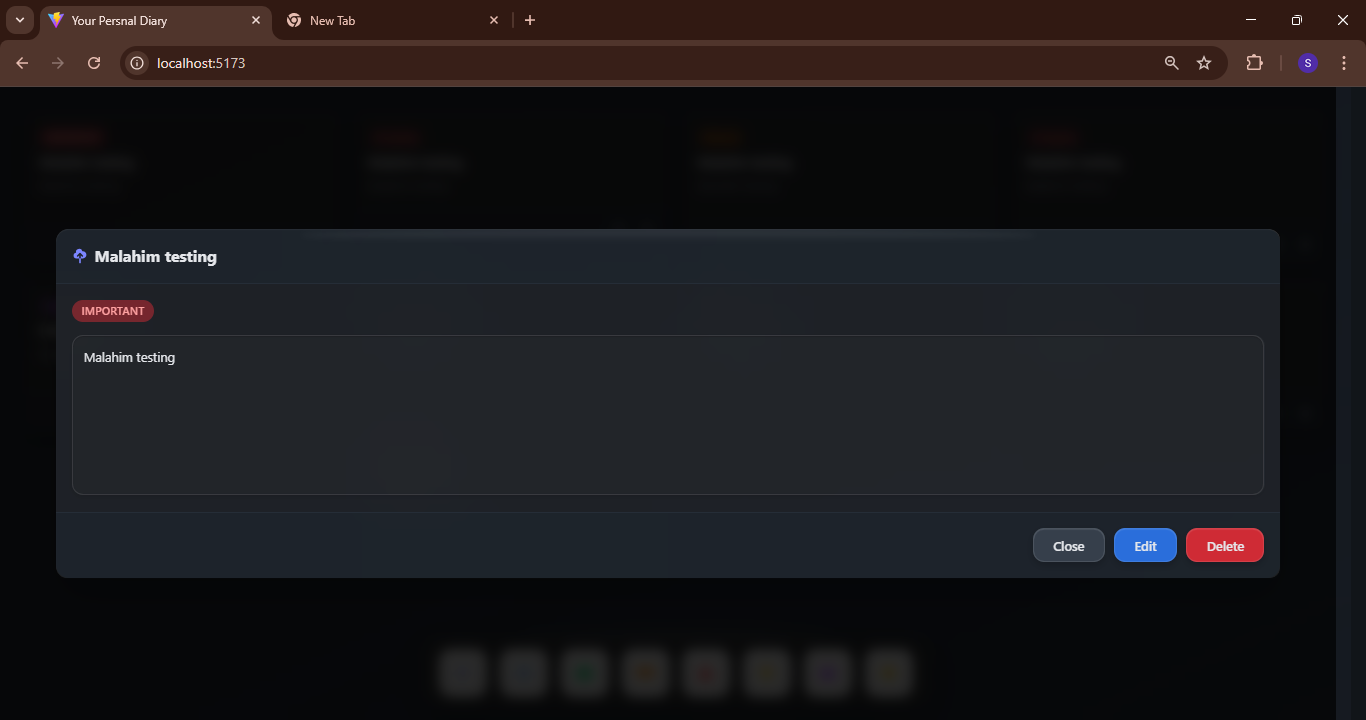 Your Persnal Diary
New Tab
localhost:5173
S
Malahim testing
IMPORTANT
Malahim testing
Close
Edit
Delete